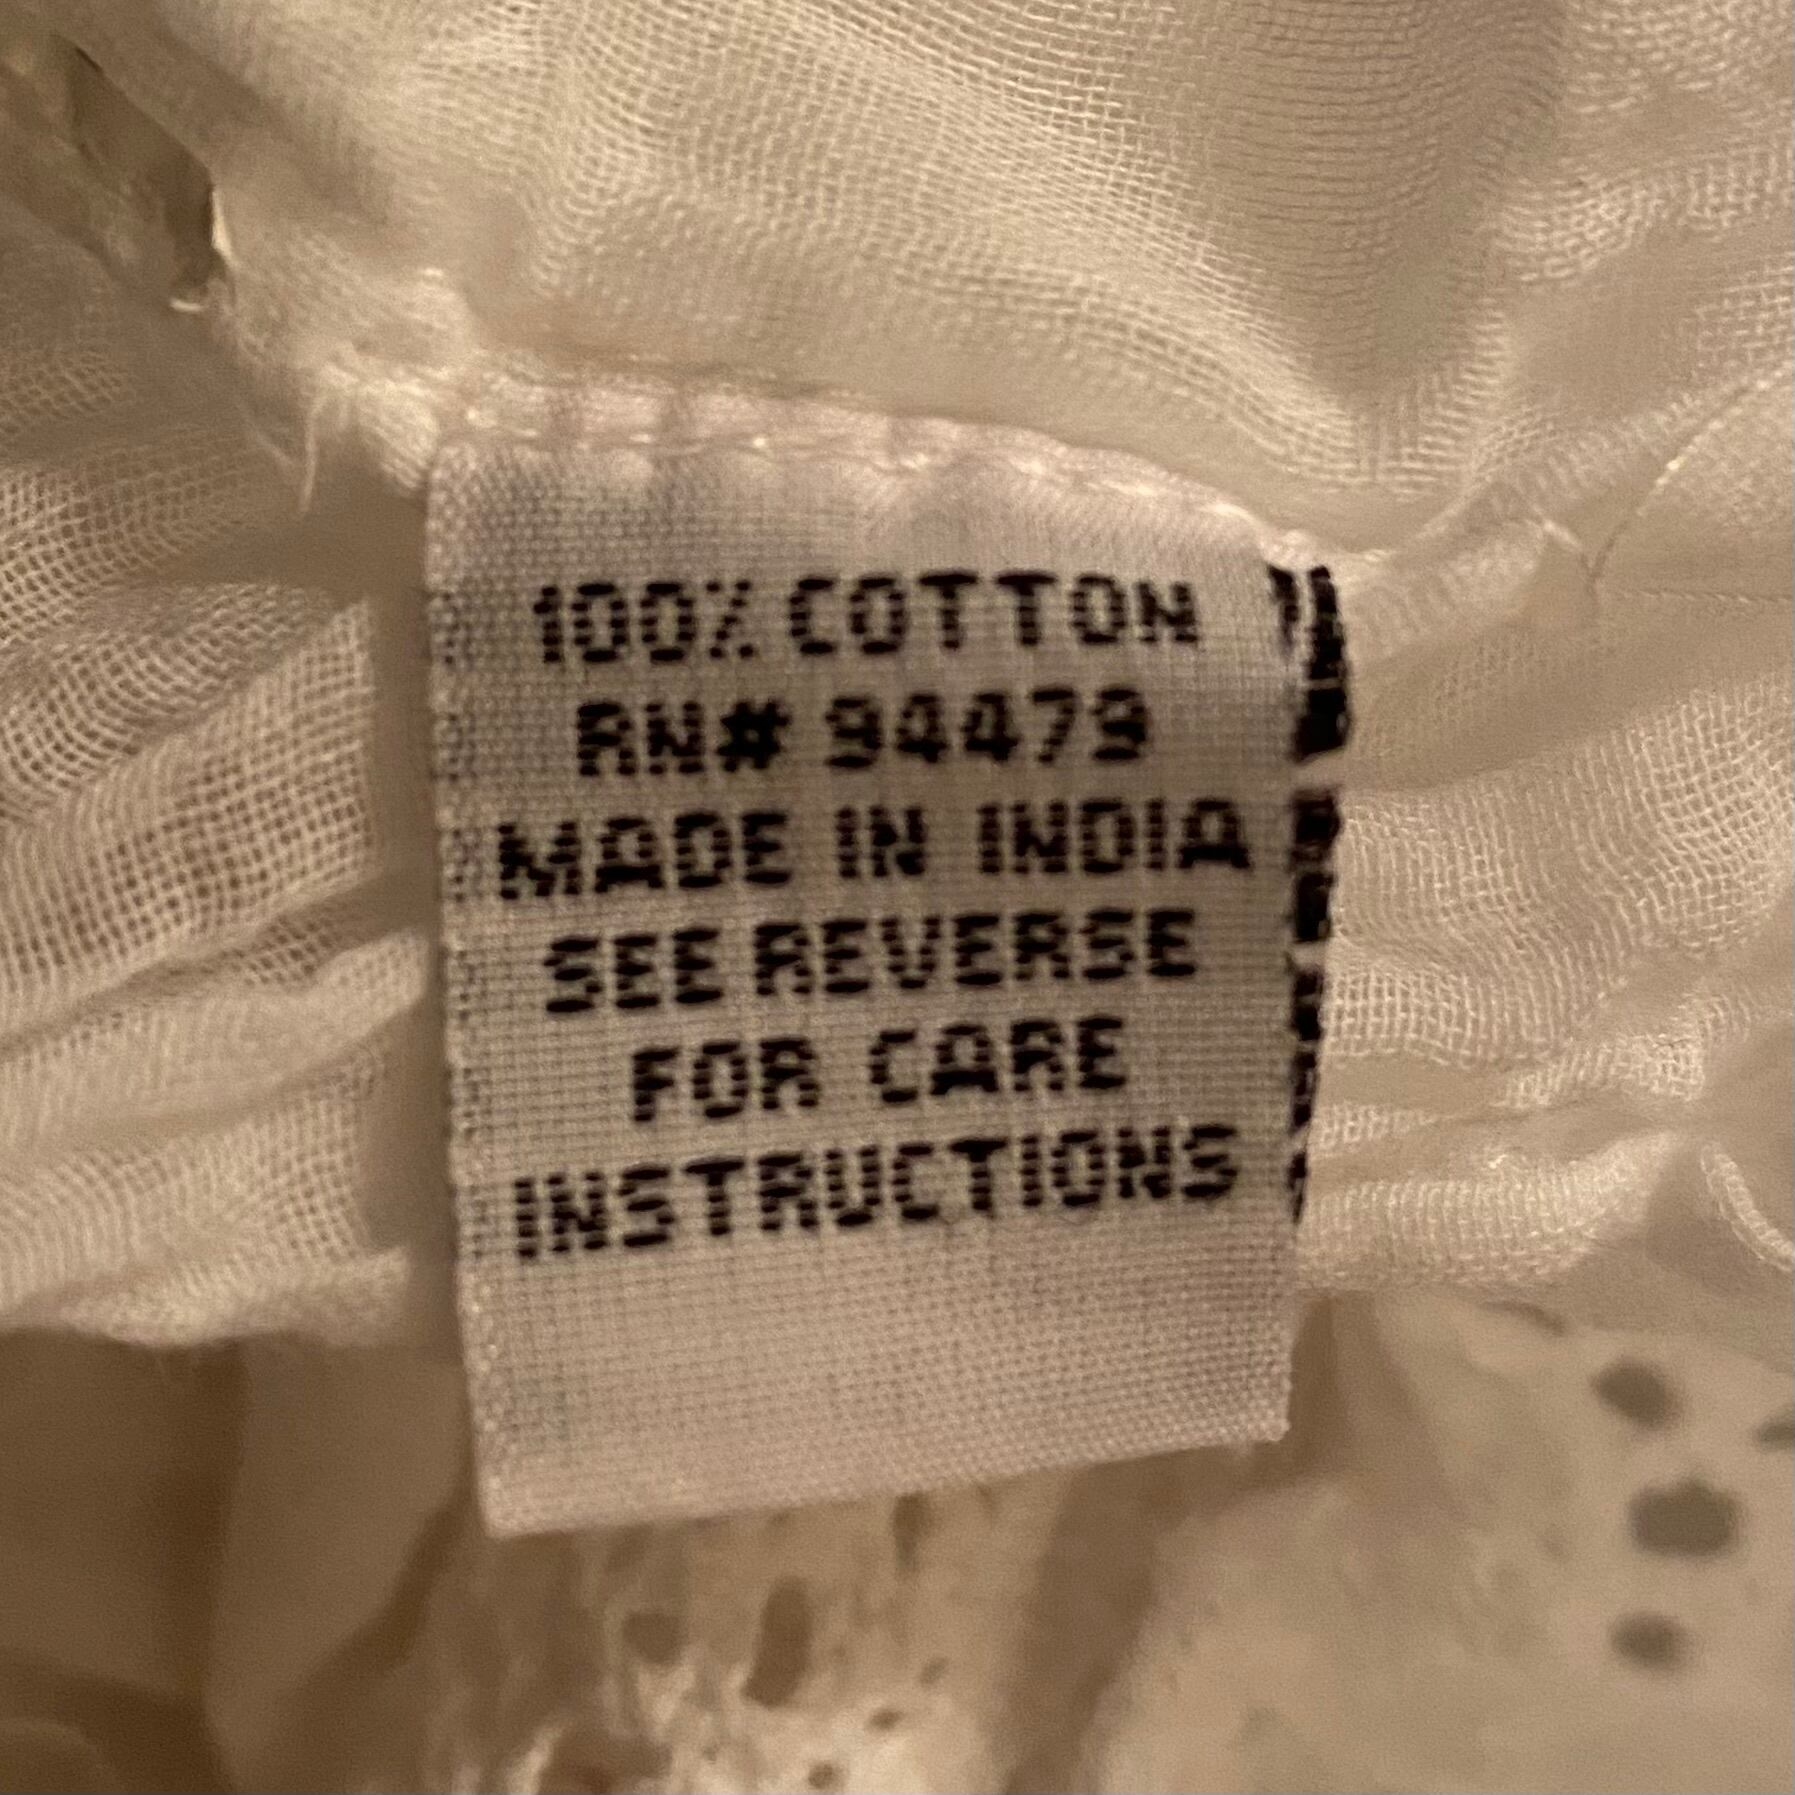 100% COTTON
RN# 94479
MADE IN INDIA
SEE REVERSE
FOR CARE
INSTRUCTIONS